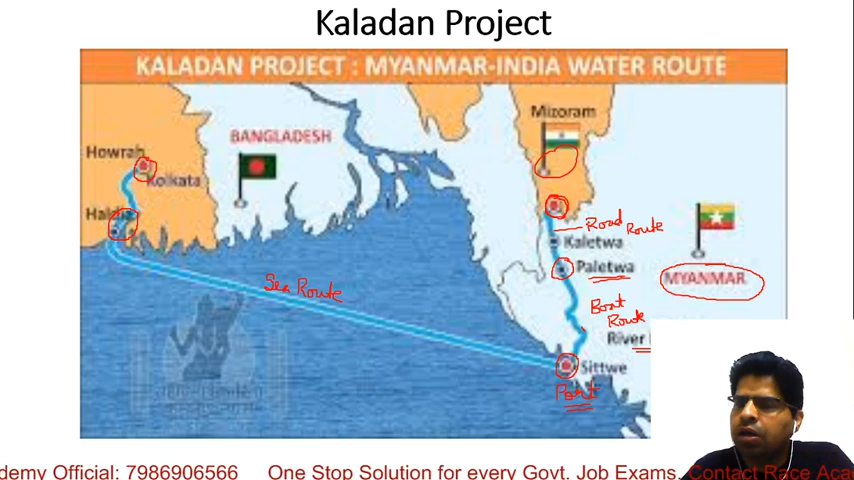 Kaladan Project
KALADAN PROJECT : MYANMAR-INDIA WATER ROUTE
Mizoram
BANGLADESH
Howrah
Kolkata
Haldia
Road Route
Kaletwa
Paletwa
MYANMAR
Sea Route
Boat Route
River
Sittwe
Port
demy Official: 7986906566 One Stop Solution for every Govt. Job Exams. Contact Race Aca